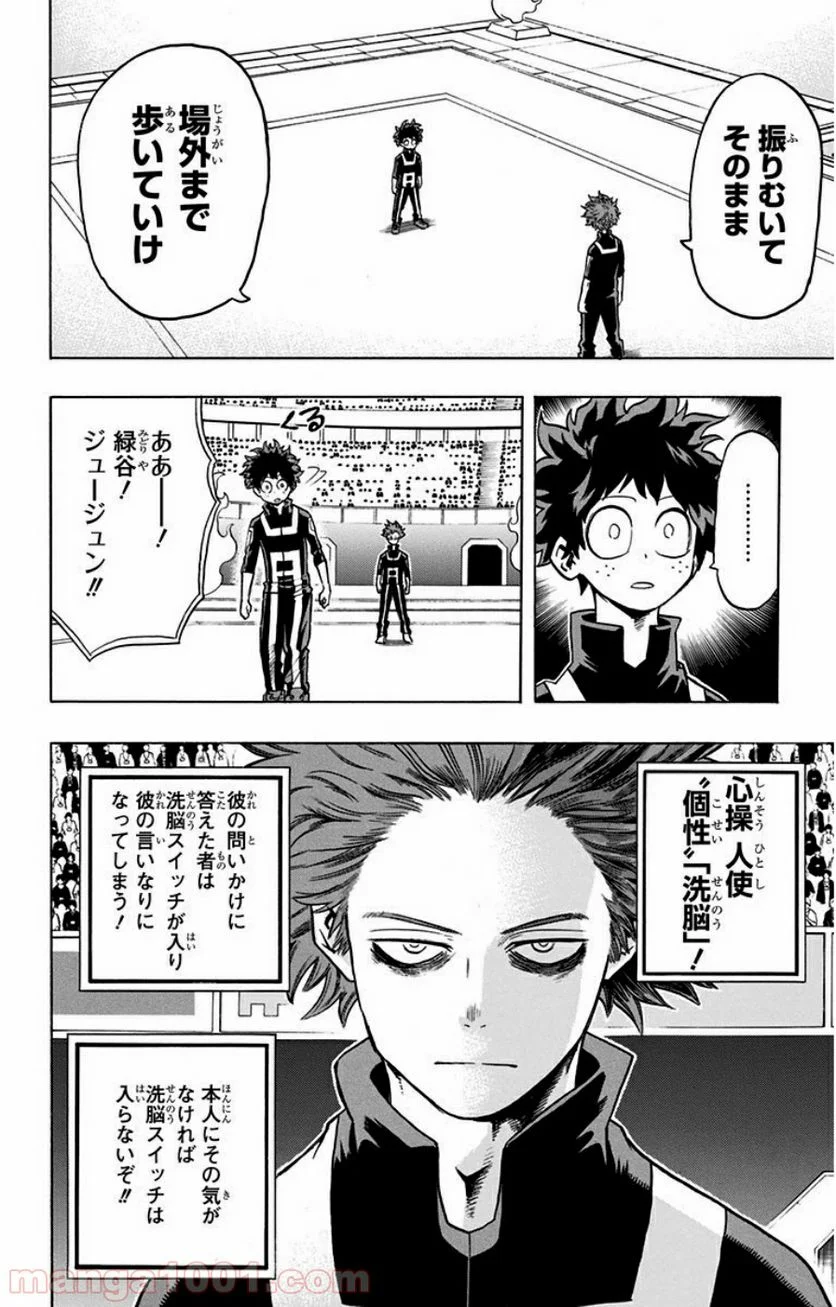 振りむいて
そのまま
場外まで
歩いていけ
………
くる
ああーー!
緑谷!
ジュージュン!!
心操 人使
〝個性〟「洗脳」!
彼の問いかけに
答えた者は
洗脳スイッチが入り
彼の言いなりに
なってしまう!
本人にその気が
なければ
洗脳スイッチは
入らないぞ!!
manga1001.com